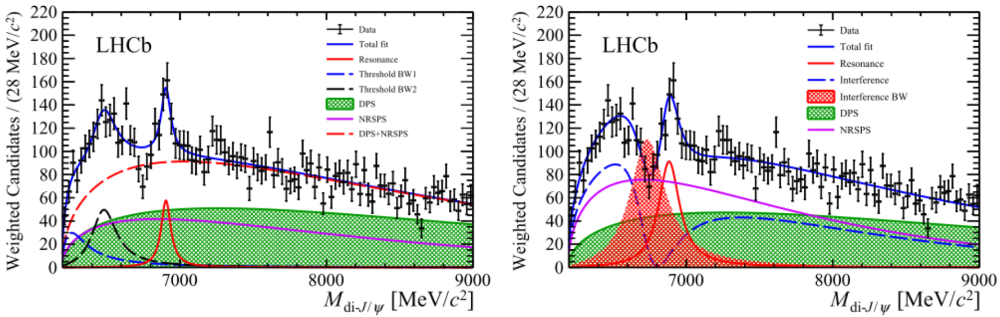 Weighted Candidates / (28 MeV/c²)
220
200
180
160
140
120
100
80
60
40
20
0
LHCb
Data
Total fit
Resonance
Threshold BW1
Threshold BW2
DPS
NRSPS
DPS+NRSPS
7000
8000
9000
M di-J/ψ [MeV/c²]
Weighted Candidates / (28 MeV/c²)
220
200
180
160
140
120
100
80
60
40
20
0
LHCb
Data
Total fit
Resonance
Interference
Interference BW
DPS
NRSPS
7000
8000
9000
M di-J/ψ [MeV/c²]